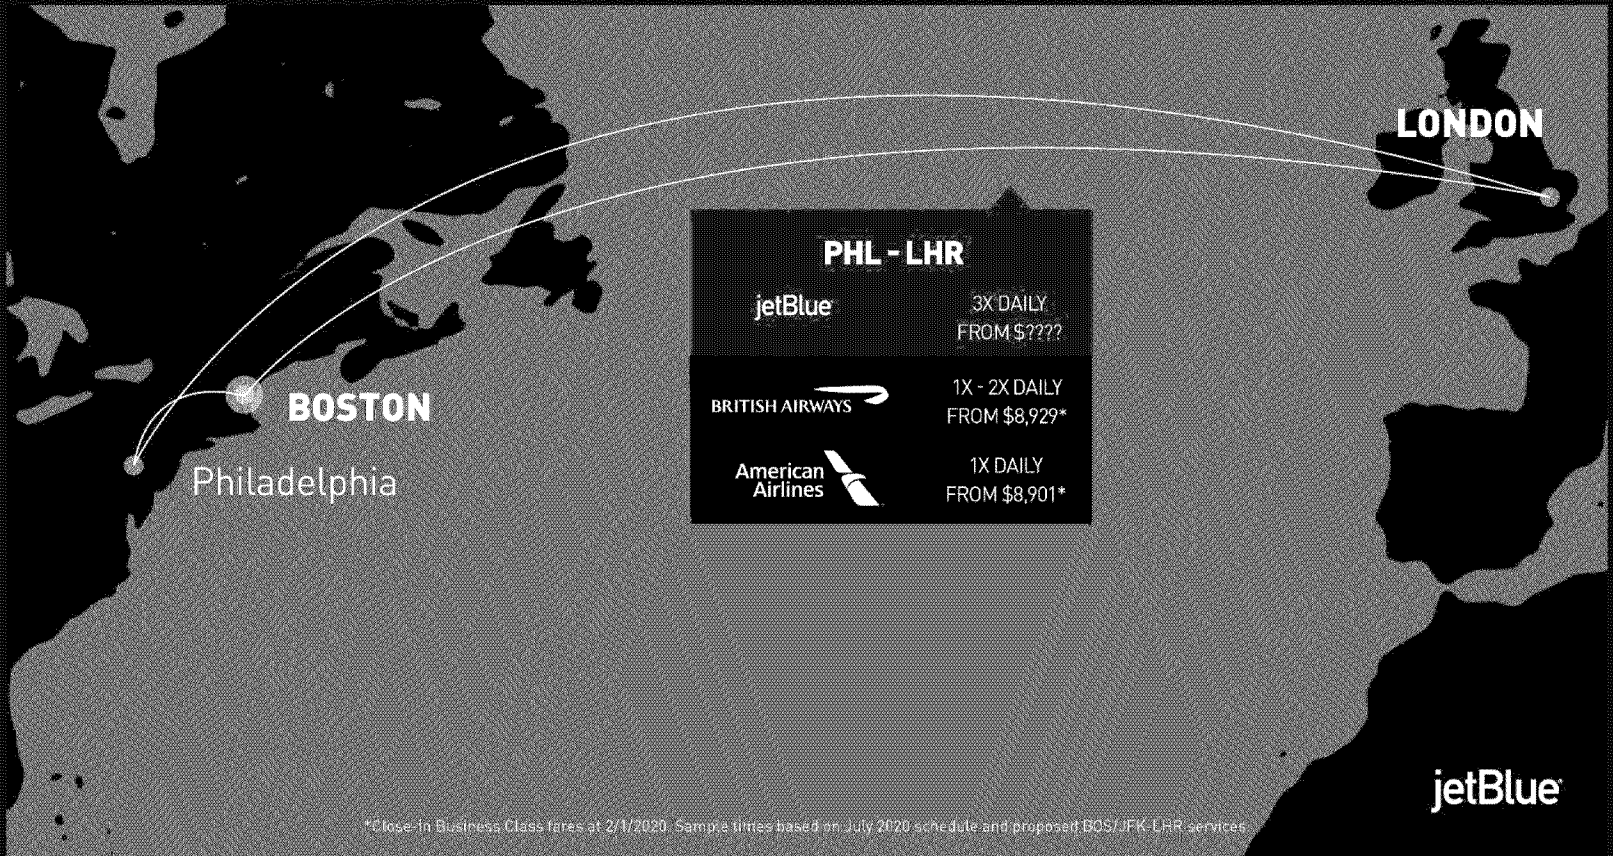 LONDON
PHL - LHR
jetBlue
3X DAILY
FROM $????
BRITISH AIRWAYS
1X - 2X DAILY
FROM $8,929*
American
Airlines
1X DAILY
FROM $8,901*
BOSTON
Philadelphia
jetBlue
*Close-In Business Class fares at 2/1/2020. Sample times based on July 2020 schedule and proposed BOS/JFK-LHR services